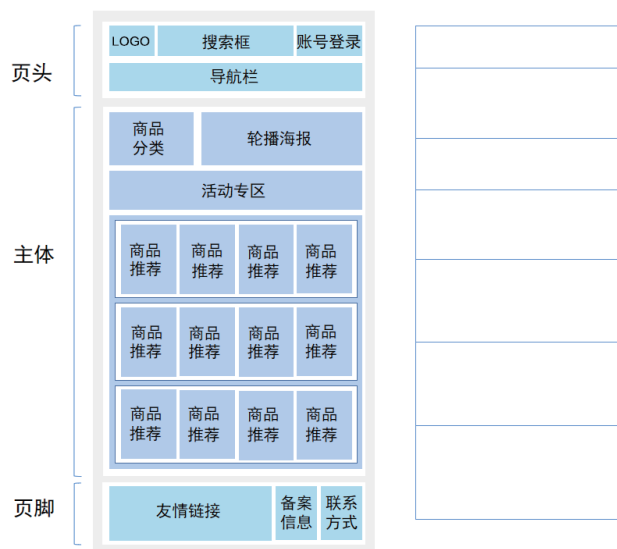 页头
LOGO 搜索框 账号登录
导航栏
主体
商品
分类
轮播海报
活动专区
商品 商品 商品 商品
推荐 推荐 推荐 推荐
商品 商品 商品 商品
推荐 推荐 推荐 推荐
商品 商品 商品 商品
推荐 推荐 推荐 推荐
页脚
友情链接
备案
信息
联系
方式